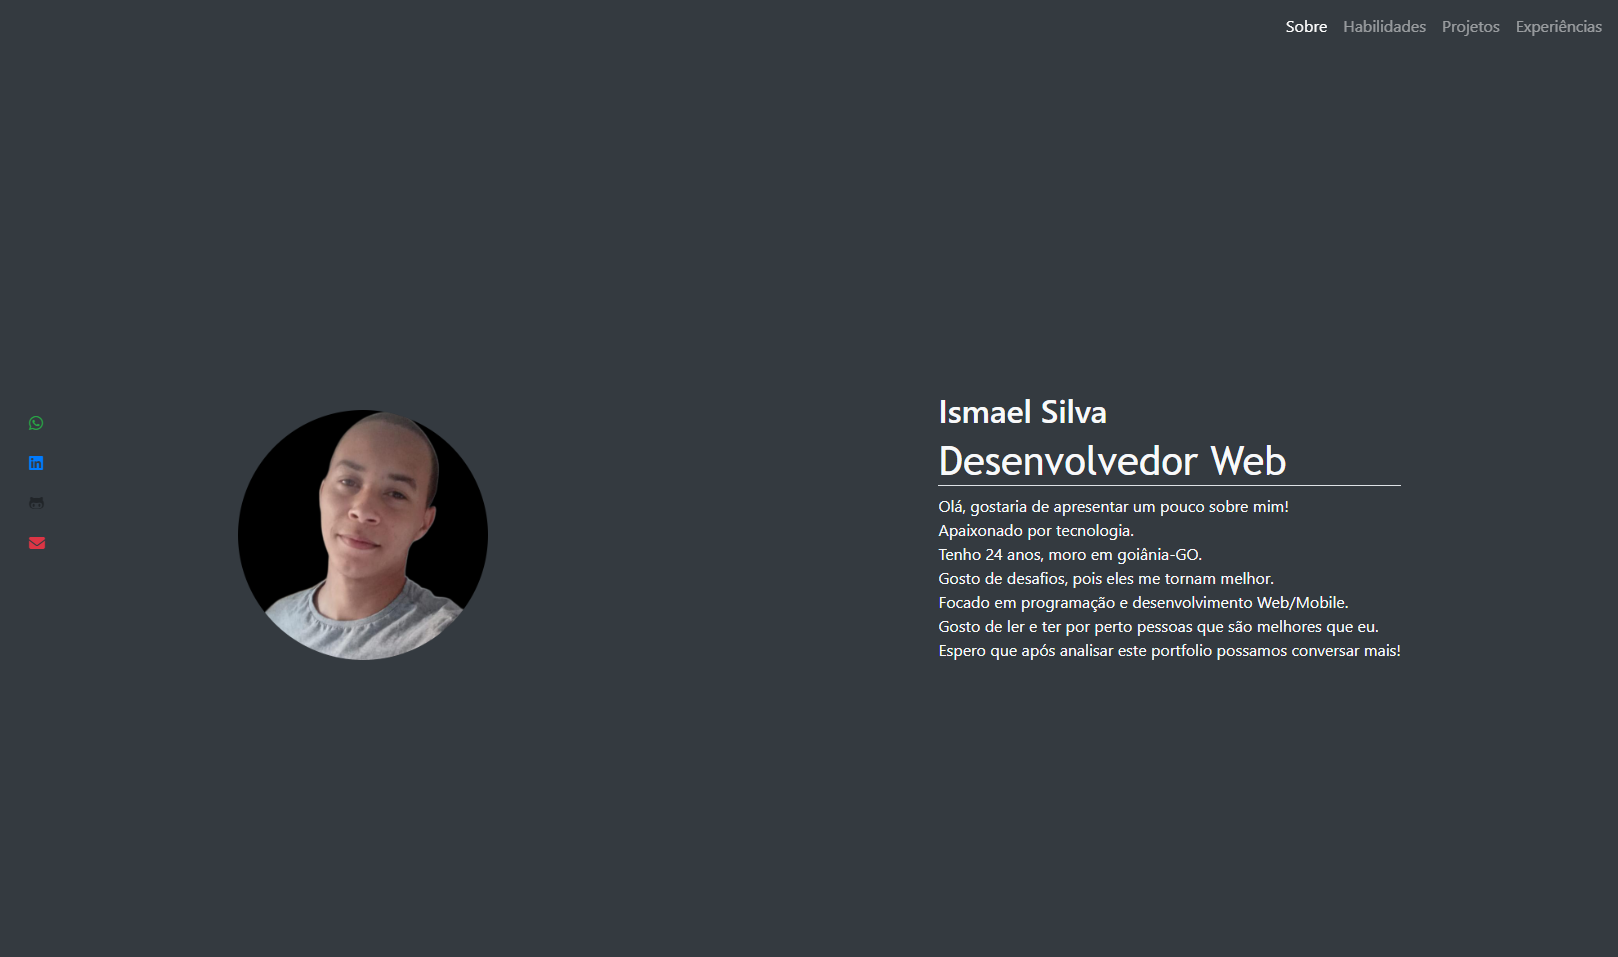 Sobre Habilidades Projetos Experiências
Ismael Silva
Desenvolvedor Web
Olá, gostaria de apresentar um pouco sobre mim!
Apaixonado por tecnologia.
Tenho 24 anos, moro em goiânia-GO.
Gosto de desafios, pois eles me tornam melhor.
Focado em programação e desenvolvimento Web/Mobile.
Gosto de ler e ter por perto pessoas que são melhores que eu.
Espero que após analisar este portfolio possamos conversar mais!